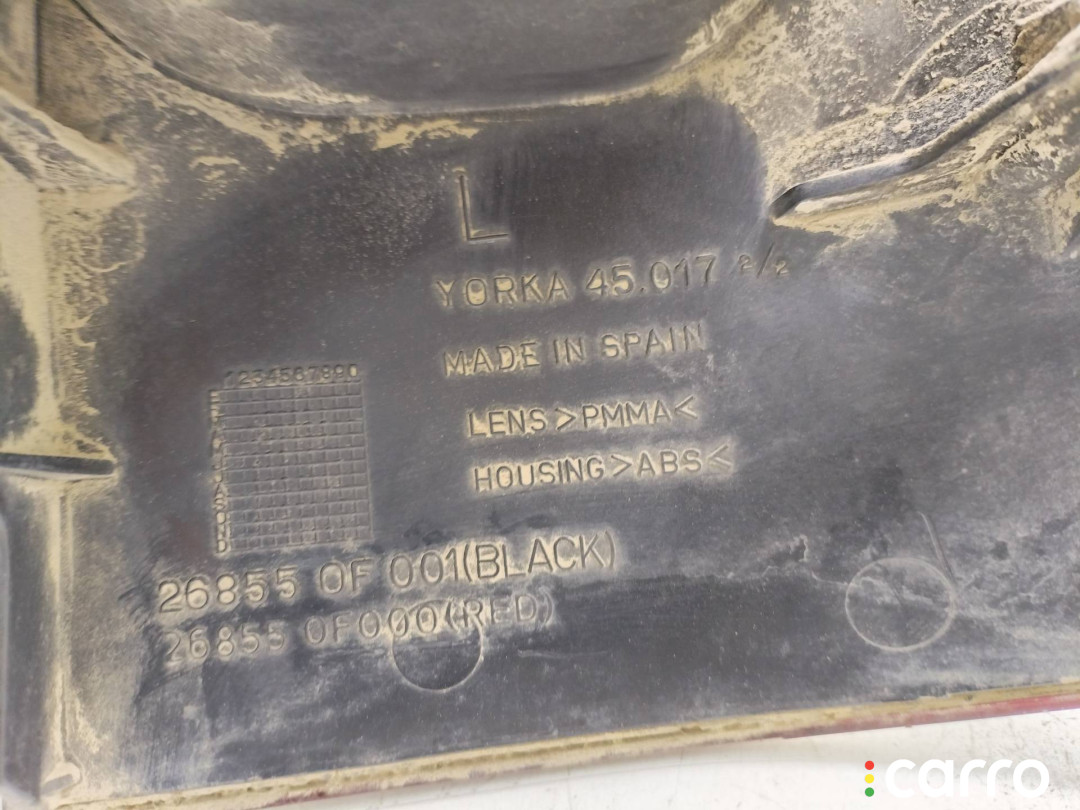 L
YORKA 45.017 2/2
MADE IN SPAIN
LENS >PMMA<
HOUSING >ABS<
1234567890
26855 0F 001(BLACK)
26855 0F000(RED)
carro